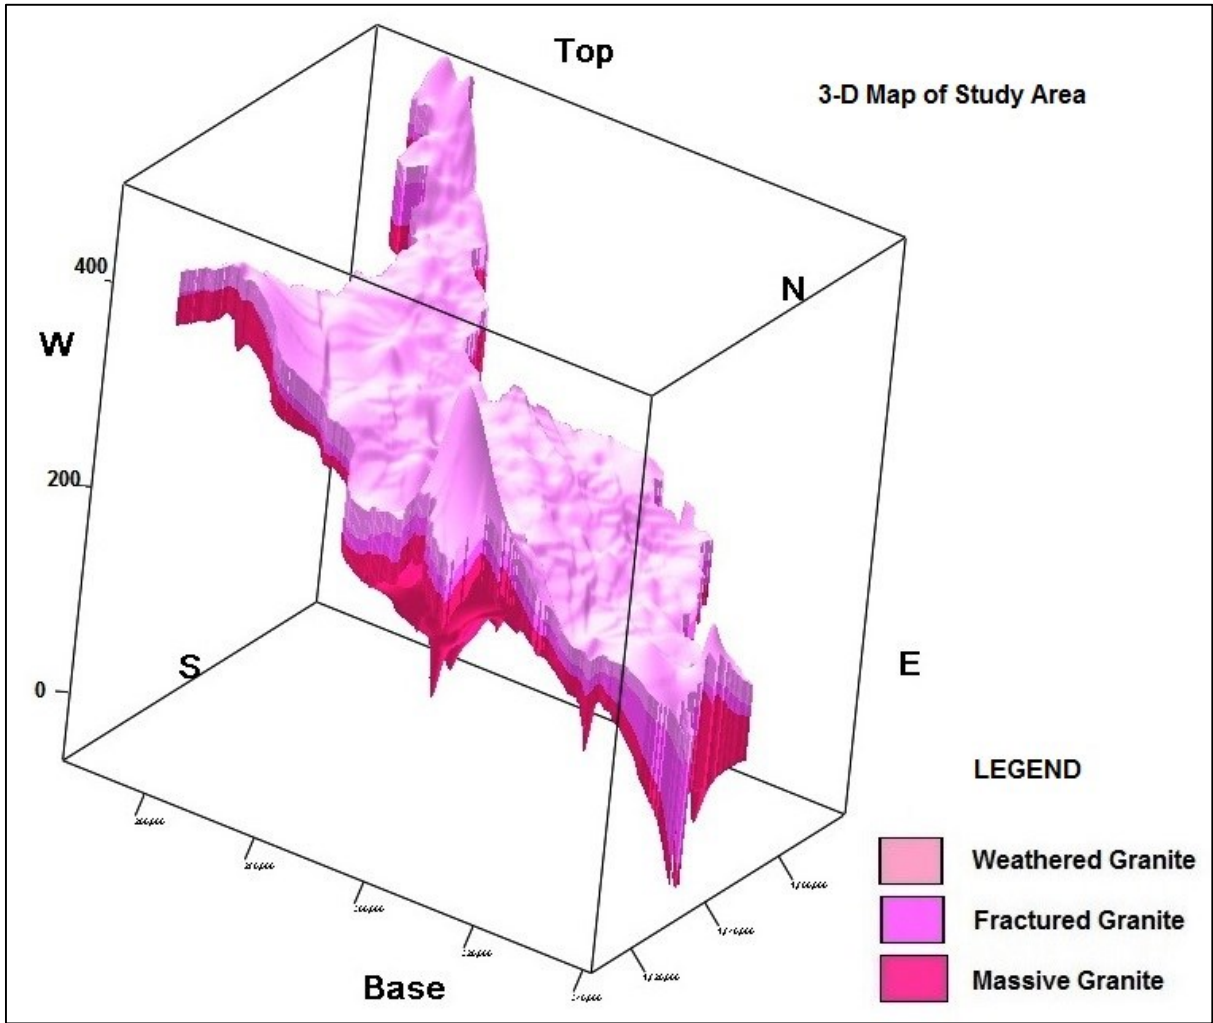 Top
3-D Map of Study Area
N
400
W
200
S
E
0
LEGEND
Weathered Granite
Fractured Granite
Massive Granite
Base